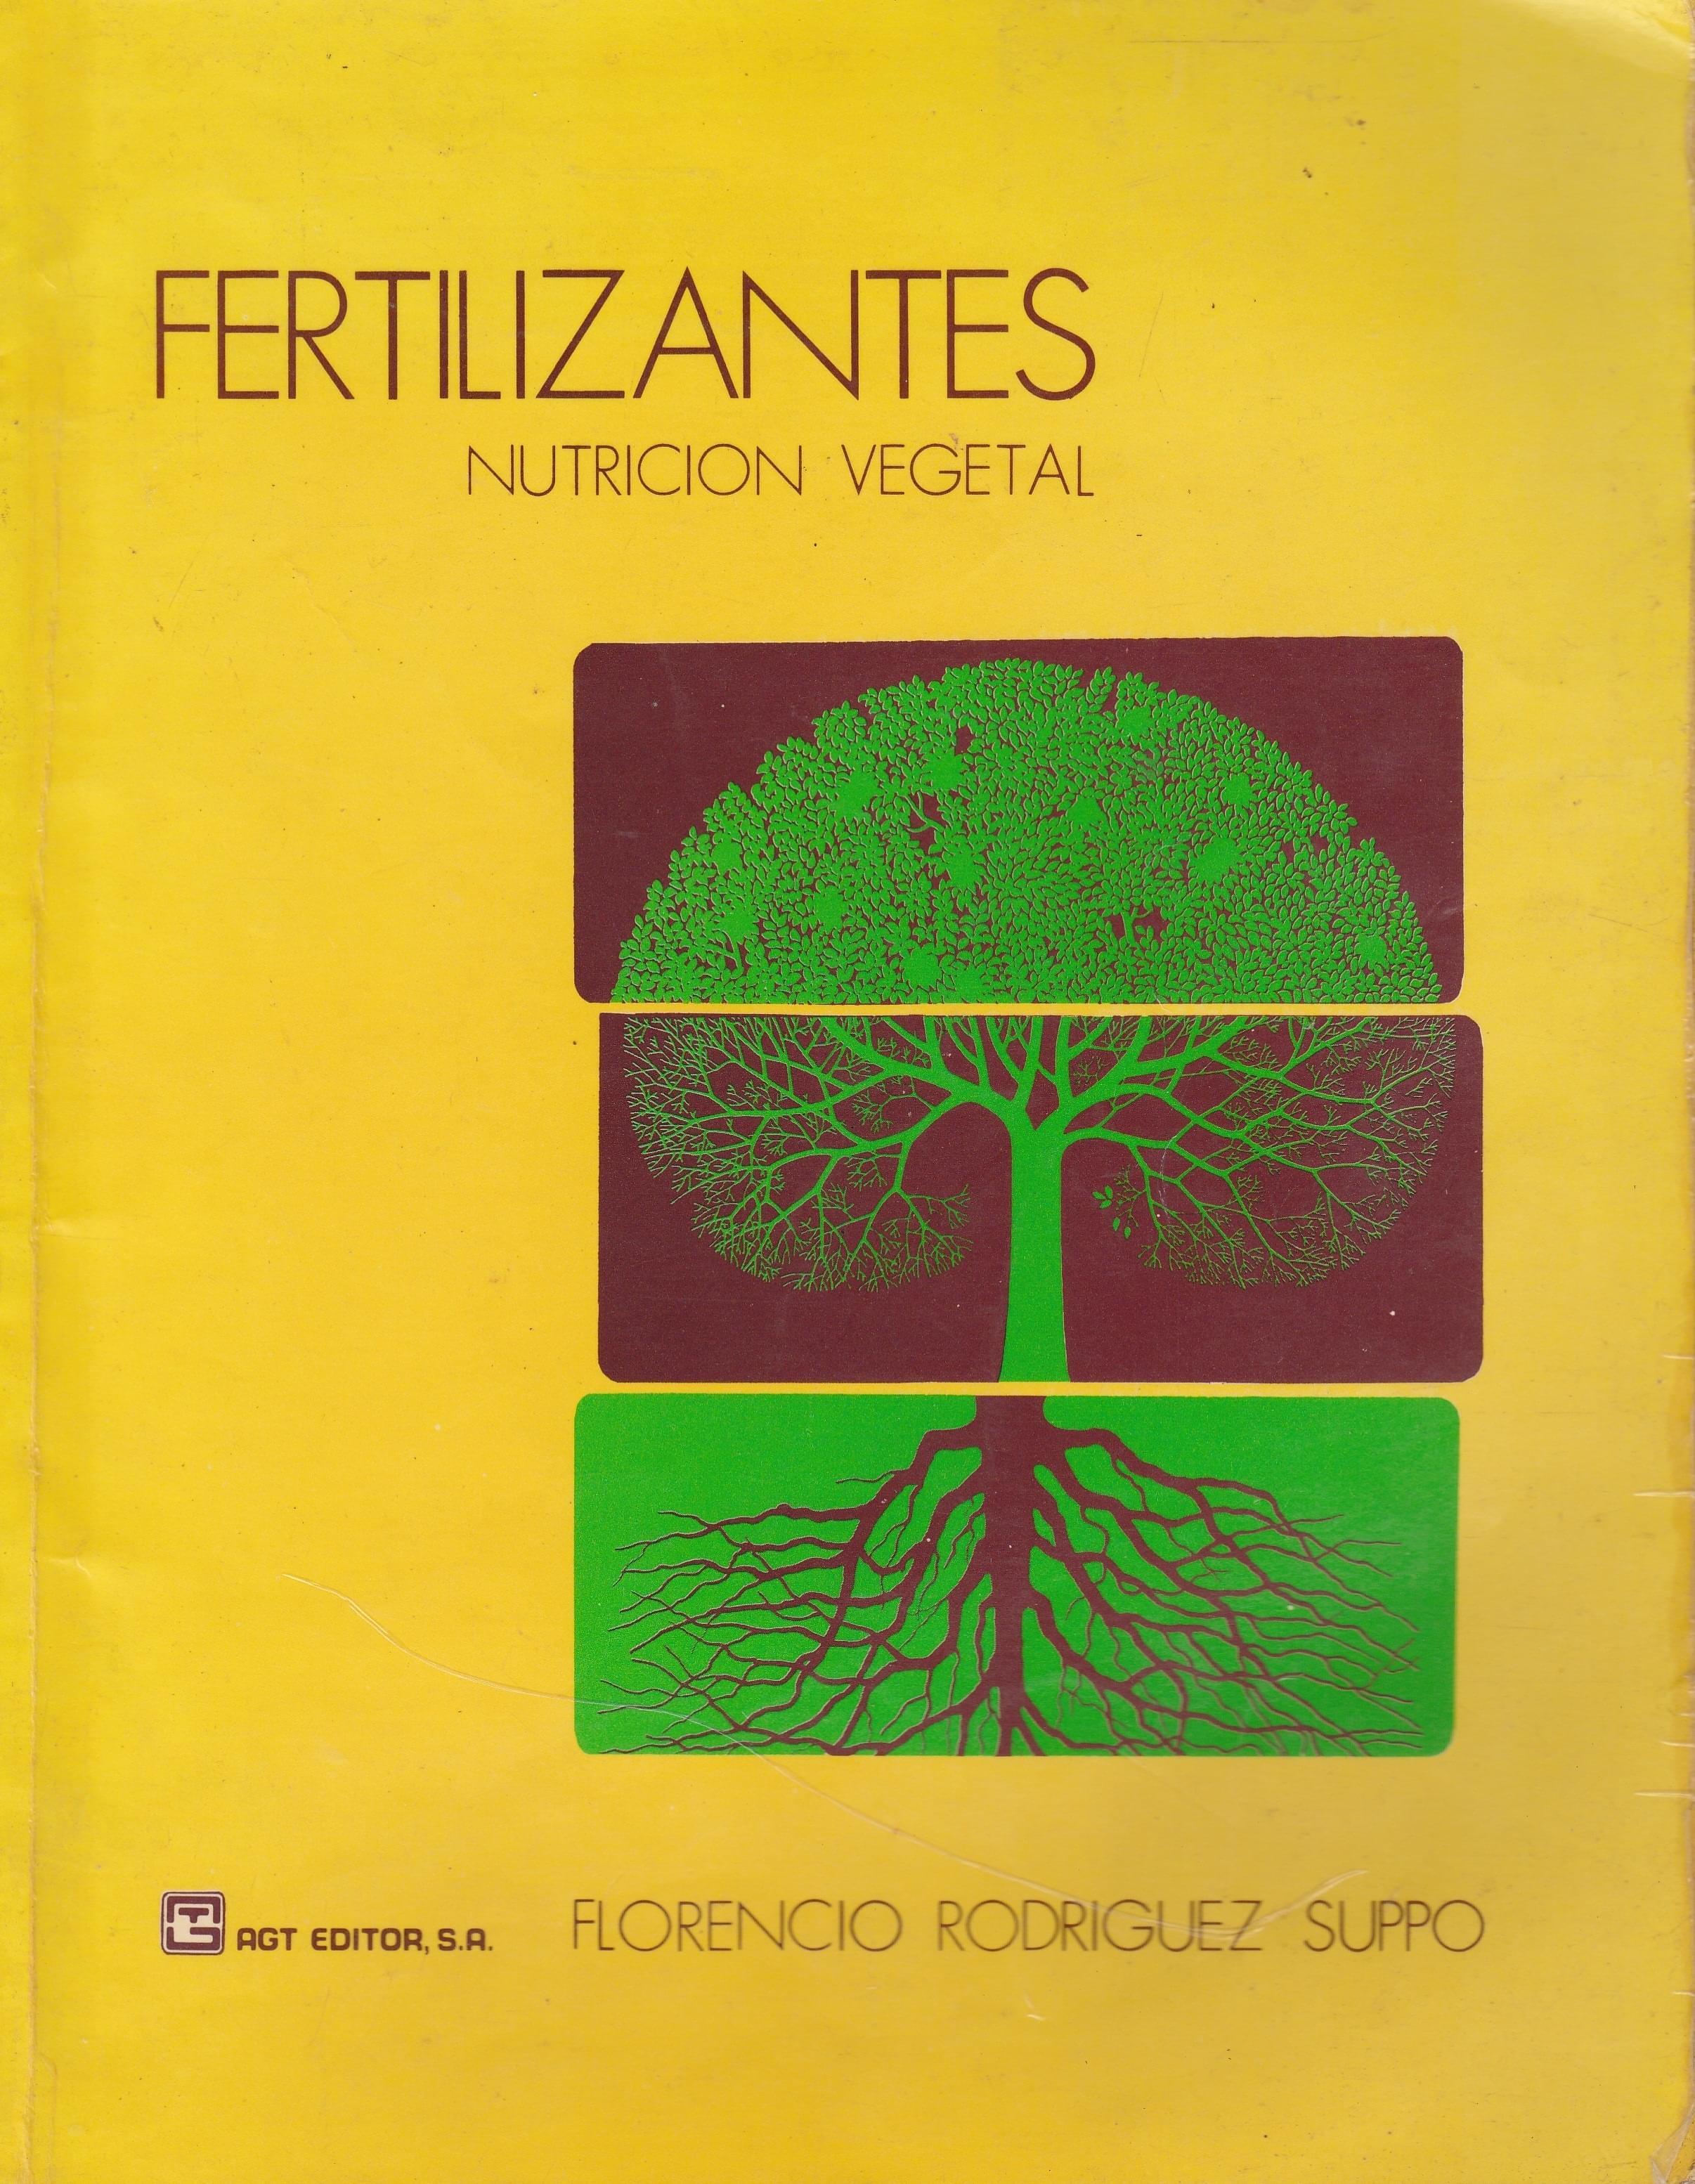 FERTILIZANTES
NUTRICION VEGETAL
AGT EDITOR, S.A.
FLORENCIO RODRIGUEZ SUPPO